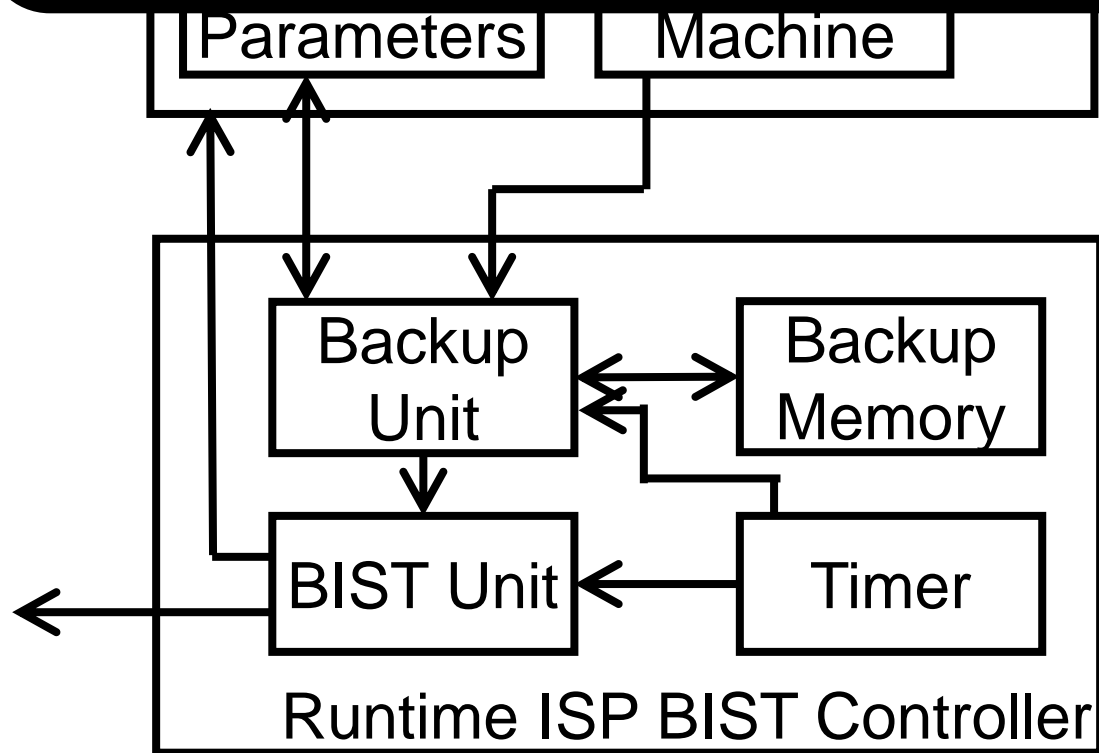 Parameters
Machine
Backup
Unit
Backup
Memory
BIST Unit
Timer
Runtime ISP BIST Controller